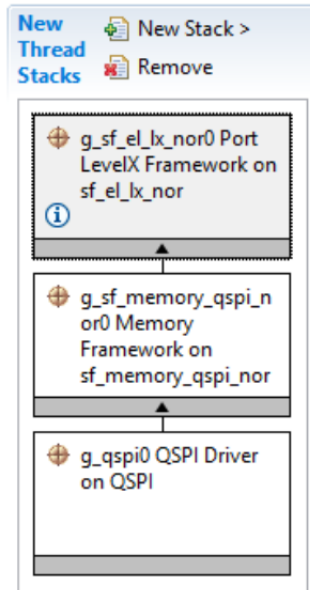 New
Thread
Stacks
New Stack >
Remove
g_sf_el_lx_nor0 Port
LevelX Framework on
sf_el_lx_nor
g_sf_memory_qspi_n
or0 Memory
Framework on
sf_memory_qspi_nor
g_qspi0 QSPI Driver
on QSPI